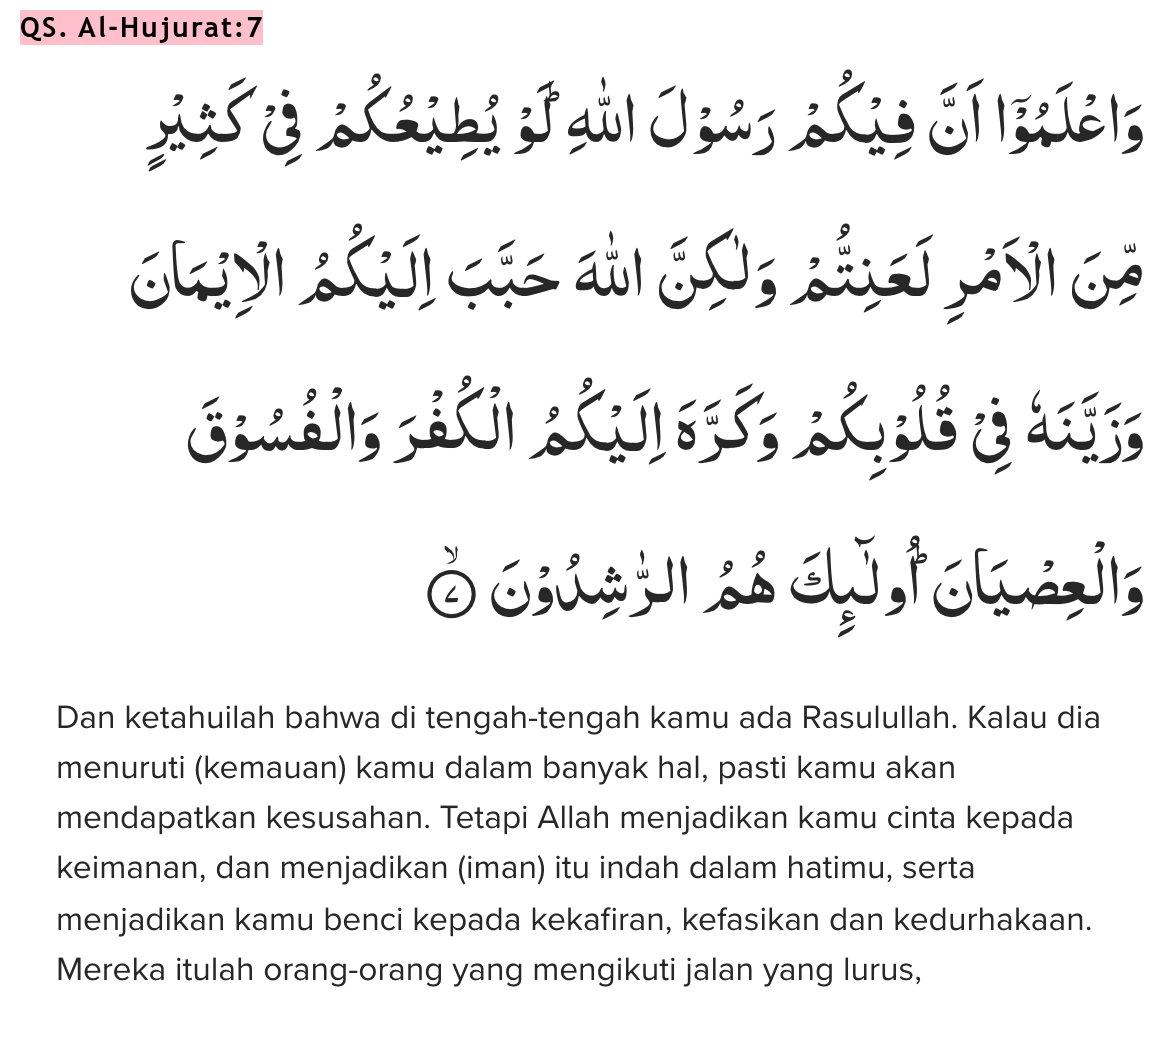 QS. Al-Hujurat:7
وَاعْلَمُوْٓا اَنَّ فِيْكُمْ رَسُوْلَ اللّٰهِ ۗ لَوْ يُطِيْعُكُمْ فِيْ كَثِيْرٍ
مِّنَ الْاَمْرِ لَعَنِتُّمْ وَلٰكِنَّ اللّٰهَ حَبَّبَ اِلَيْكُمُ الْاِيْمَانَ
وَزَيَّنَهٗ فِيْ قُلُوْبِكُمْ وَكَرَّهَ اِلَيْكُمُ الْكُفْرَ وَالْفُسُوْقَ
وَالْعِصْيَانَ ۗ اُولٰۤىِٕكَ هُمُ الرّٰشِدُوْنَۙ ٧
Dan ketahuilah bahwa di tengah-tengah kamu ada Rasulullah. Kalau dia
menuruti (kemauan) kamu dalam banyak hal, pasti kamu akan
mendapatkan kesusahan. Tetapi Allah menjadikan kamu cinta kepada
keimanan, dan menjadikan (iman) itu indah dalam hatimu, serta
menjadikan kamu benci kepada kekafiran, kefasikan dan kedurhakaan.
Mereka itulah orang-orang yang mengikuti jalan yang lurus,